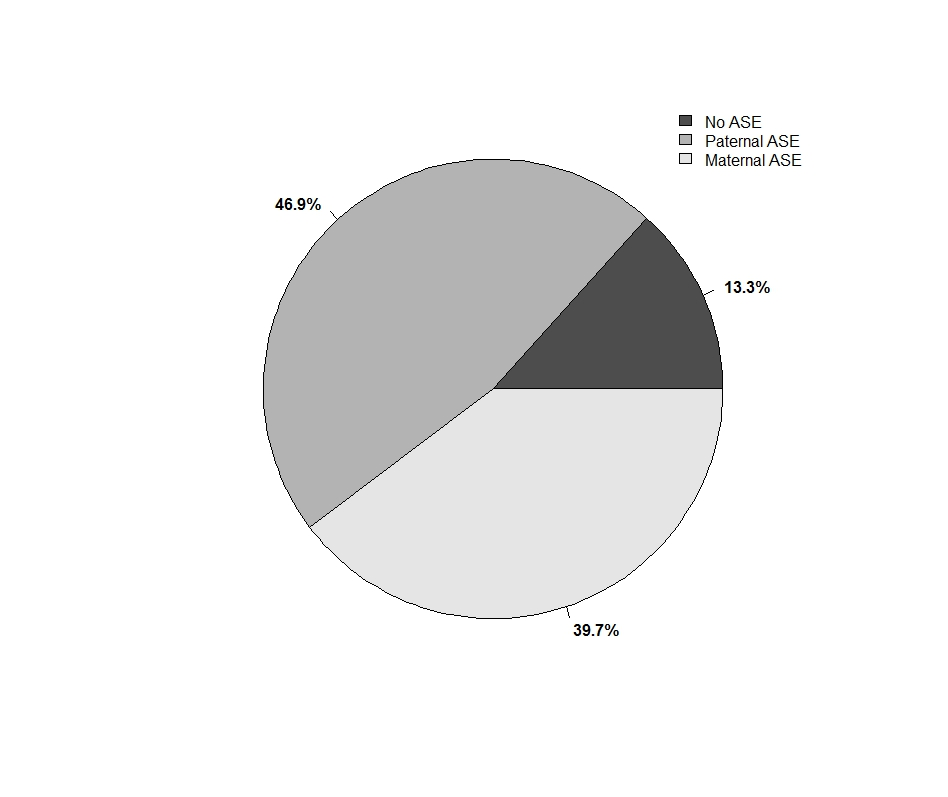 No ASE
Paternal ASE
Maternal ASE
46.9%
13.3%
39.7%